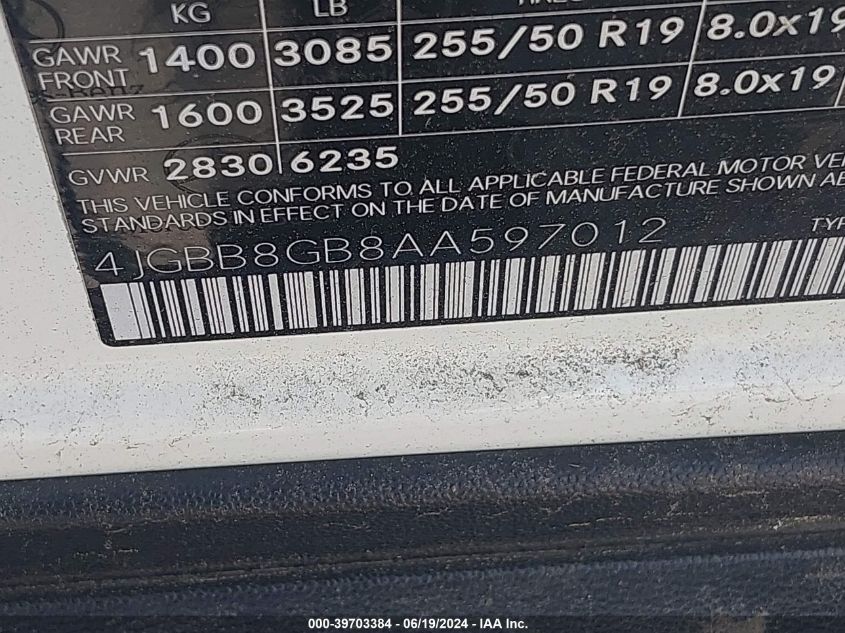 KG LB
GAWR FRONT 1400 3085 255/50 R19 8.0x19
GAWR REAR 1600 3525 255/50 R19 8.0x19
GVWR 2830 6235
THIS VEHICLE CONFORMS TO ALL APPLICABLE FEDERAL MOTOR VE
STANDARDS IN EFFECT ON THE DATE OF MANUFACTURE SHOWN AB
4JGBB8GB8AA597012 TYP
000-39703384 - 06/19/2024 - IAA Inc.